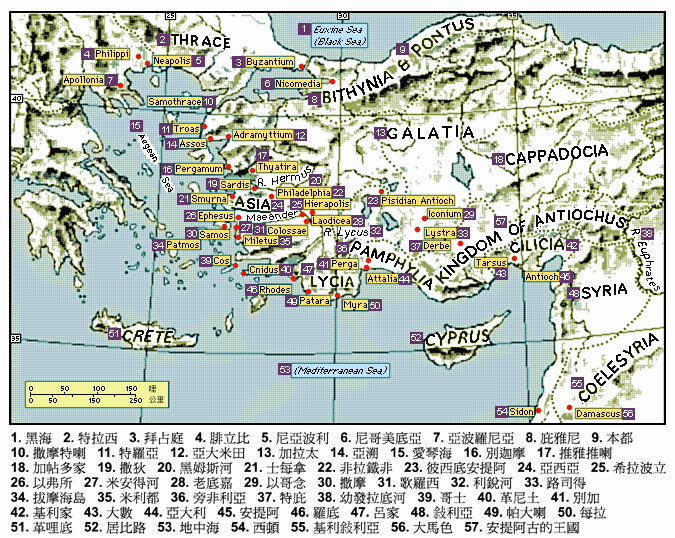 25 30 35
1 Euxine Sea
(Black Sea)
2 THRACE
4 Philippi
Neapolis 5
3 Byzantium
9 BITHYNIA & PONTUS
Apollonia 7
6 Nicomedia
8
40
Samothrace 10
15 Aegean Sea
11 Troas
14 Assos
Adramyttium 12
13 GALATIA
18 CAPPADOCIA
16 Pergamum
17 Thyatira
19 Sardis
R. Hermus 20
21 Smurna
Philadelphia 22
23 Pisidian Antioch
ASIA 24
25 Hierapolis
26 Ephesus
Maeander
Laodicea 28
Iconium 29
57 KINGDOM OF ANTIOCHUS
30 Samos
27 31 Colossae
R. Lycus 32
Lystra 33
38 R. Euphrates
34 Patmos
Miletus 35
36 PAMPHYLIA
37 Derbe
CILICIA 42
39 Cos
Cnidus 40
47 LYCIA
41 Perga
Attalia 44
Tarsus 43
Antioch 45
46 Rhodes
49 Patara
Myra 50
48 SYRIA
35
51 CRETE
52 CYPRUS
53 (Mediterranean Sea)
55 COELESYRIA
0 50 100 150 哩
0 50 100 150 200 250 公里
54 Sidon
Damascus 56
1. 黑海 2. 特拉西 3. 拜占庭 4. 腓立比 5. 尼亞波利 6. 尼哥美底亞 7. 亞波羅尼亞 8. 庇雅尼 9. 本都
10. 撒摩特喇 11. 特羅亞 12. 亞大米田 13. 加拉太 14. 亞朔 15. 愛琴海 16. 別迦摩 17. 推雅推喇
18. 加帕多家 19. 撒狄 20. 黑姆斯河 21. 士每拿 22. 非拉鐵非 23. 彼西底安提阿 24. 亞西亞 25. 希拉波立
26. 以弗所 27. 米安得河 28. 老底嘉 29. 以哥念 30. 撒摩 31. 歌羅西 32. 利銳河 33. 路司得
34. 拔摩海島 35. 米利都 36. 旁非利亞 37. 特庇 38. 幼發拉底河 39. 哥士 40. 革尼土 41. 別加
42. 基利家 43. 大數 44. 亞大利 45. 安提阿 46. 羅底 47. 呂家 48. 敍利亞 49. 帕大喇 50. 每拉
51. 革哩底 52. 居比路 53. 地中海 54. 西頓 55. 基利敍利亞 56. 大馬色 57. 安提阿古的王國